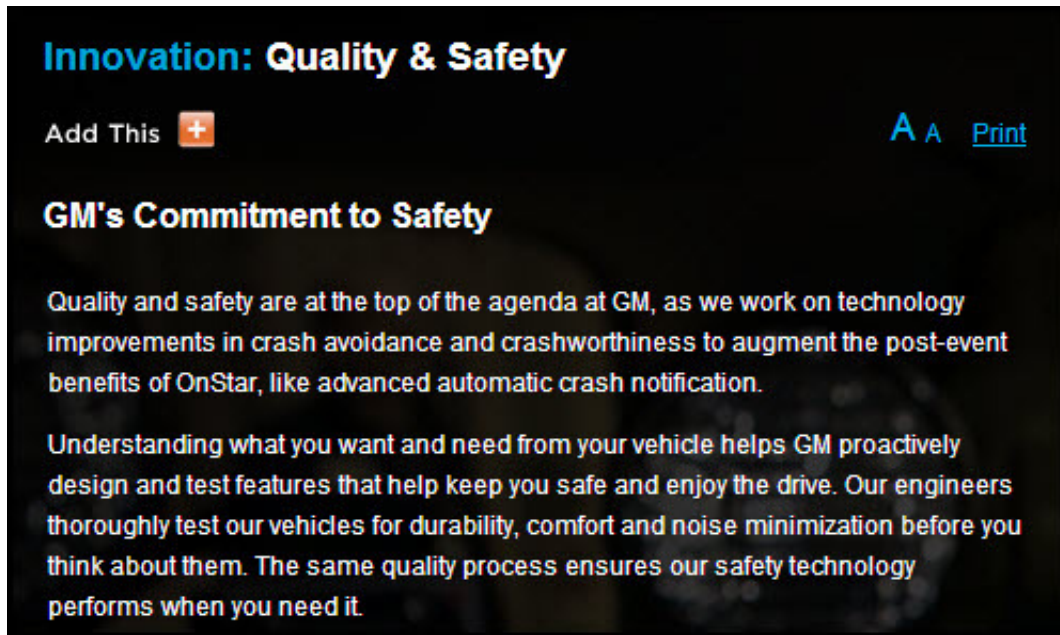 Innovation: Quality & Safety
Add This +
A A Print
GM's Commitment to Safety
Quality and safety are at the top of the agenda at GM, as we work on technology
improvements in crash avoidance and crashworthiness to augment the post-event
benefits of OnStar, like advanced automatic crash notification.
Understanding what you want and need from your vehicle helps GM proactively
design and test features that help keep you safe and enjoy the drive. Our engineers
thoroughly test our vehicles for durability, comfort and noise minimization before you
think about them. The same quality process ensures our safety technology
performs when you need it.